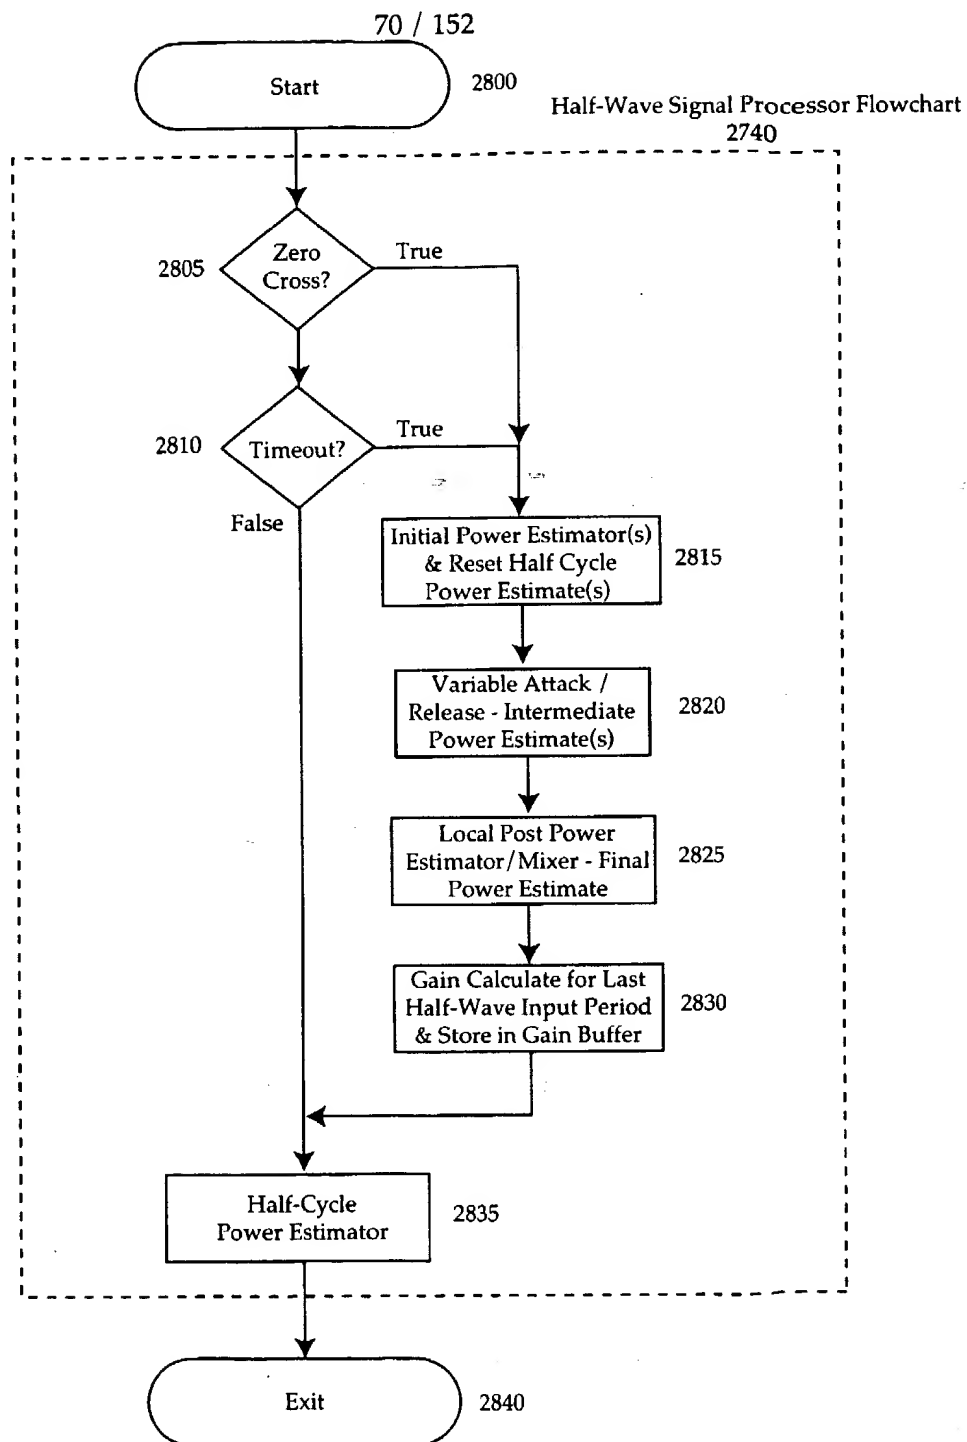 70 / 152
Start
2800
Half-Wave Signal Processor Flowchart
2740
Zero
Cross?
True
2805
Timeout?
True
2810
False
Initial Power Estimator(s)
& Reset Half Cycle
Power Estimate(s)
2815
Variable Attack /
Release - Intermediate
Power Estimate(s)
2820
Local Post Power
Estimator/Mixer - Final
Power Estimate
2825
Gain Calculate for Last
Half-Wave Input Period
& Store in Gain Buffer
2830
Half-Cycle
Power Estimator
2835
Exit
2840